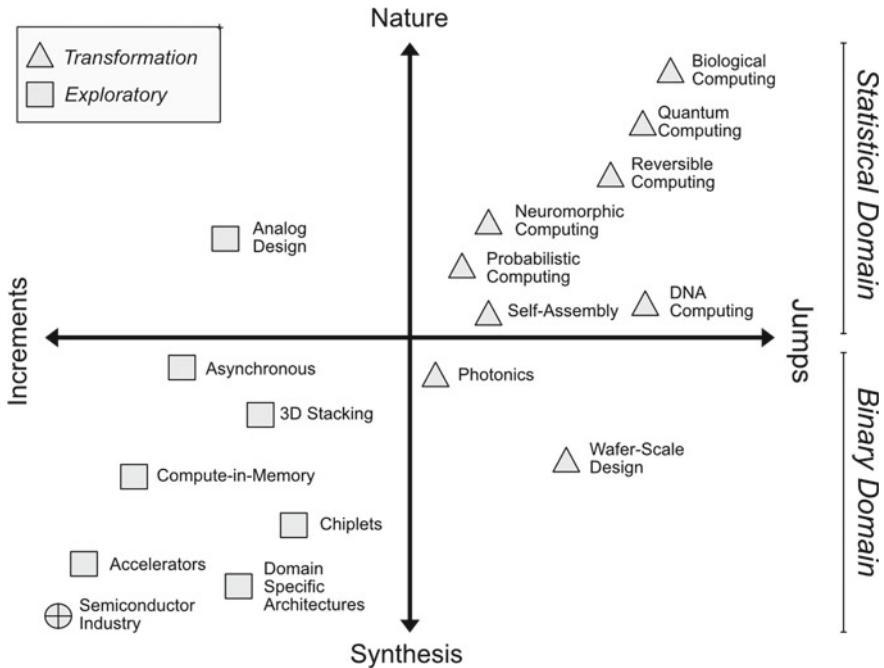 Nature
Transformation
Exploratory
Biological
Computing
Quantum
Computing
Reversible
Computing
Neuromorphic
Computing
Analog
Design
Probabilistic
Computing
DNA
Computing
Self-Assembly
Statistical Domain
Increments
Jumps
Asynchronous
Photonics
3D Stacking
Wafer-Scale
Design
Compute-in-Memory
Chiplets
Accelerators
Domain
Specific
Architectures
Semiconductor
Industry
Binary Domain
Synthesis